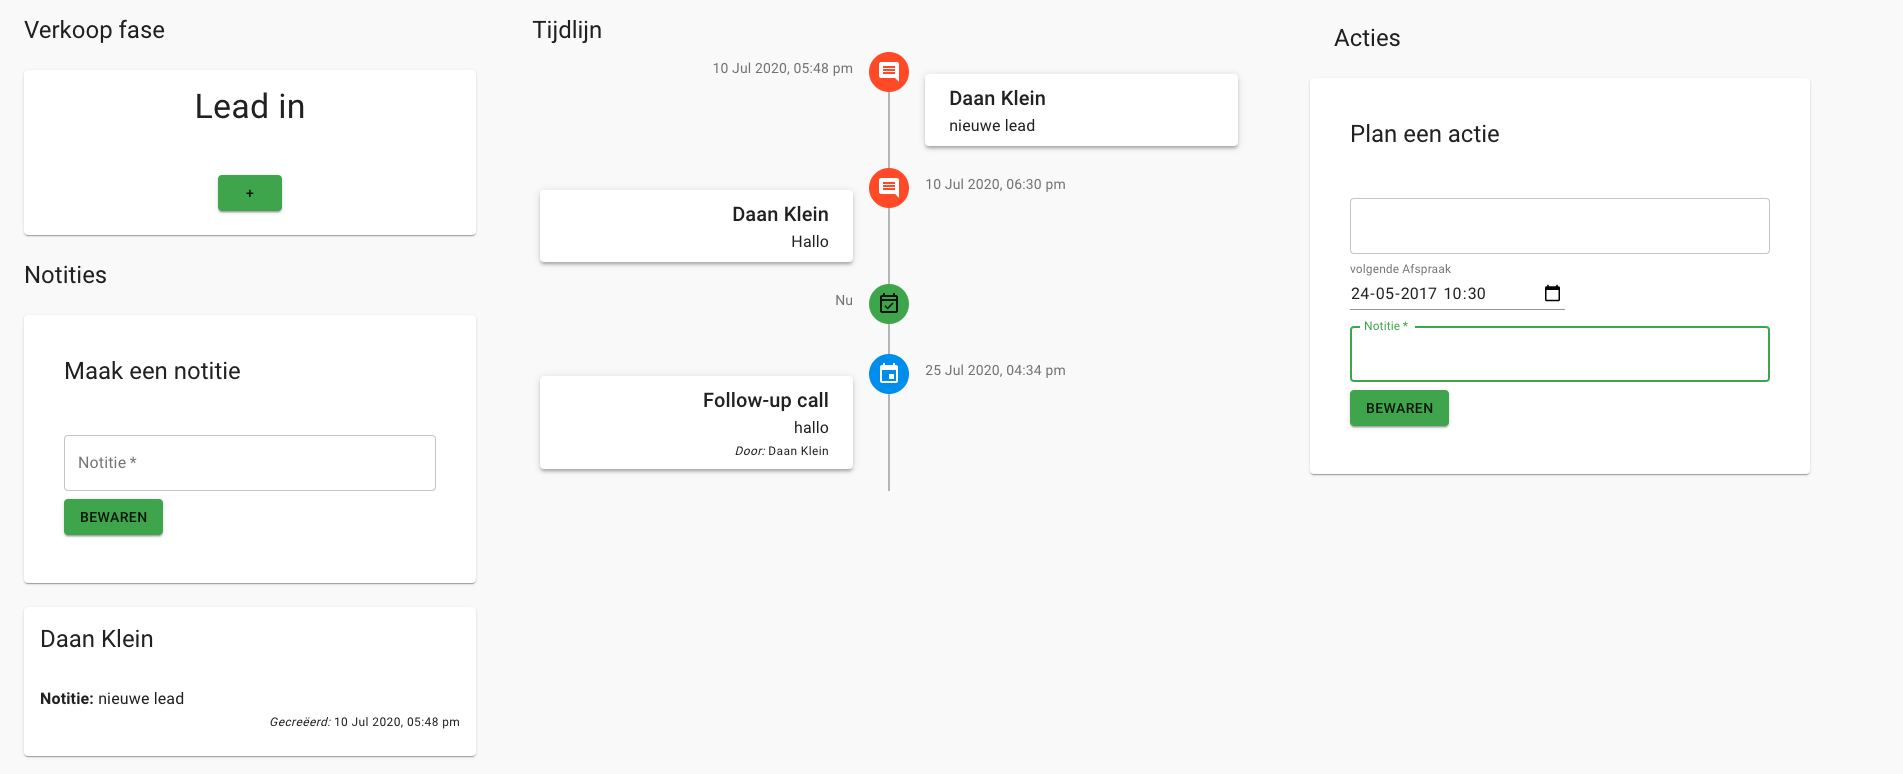 Verkoop fase
Lead in
+
Notities
Maak een notitie
Notitie *
BEWAREN
Daan Klein
Notitie: nieuwe lead
Gecreëerd: 10 Jul 2020, 05:48 pm
Tijdlijn
10 Jul 2020, 05:48 pm
Daan Klein
nieuwe lead
10 Jul 2020, 06:30 pm
Daan Klein
Hallo
Nu
25 Jul 2020, 04:34 pm
Follow-up call
hallo
Door: Daan Klein
Acties
Plan een actie
volgende Afspraak
24-05-2017 10:30
Notitie *
BEWAREN